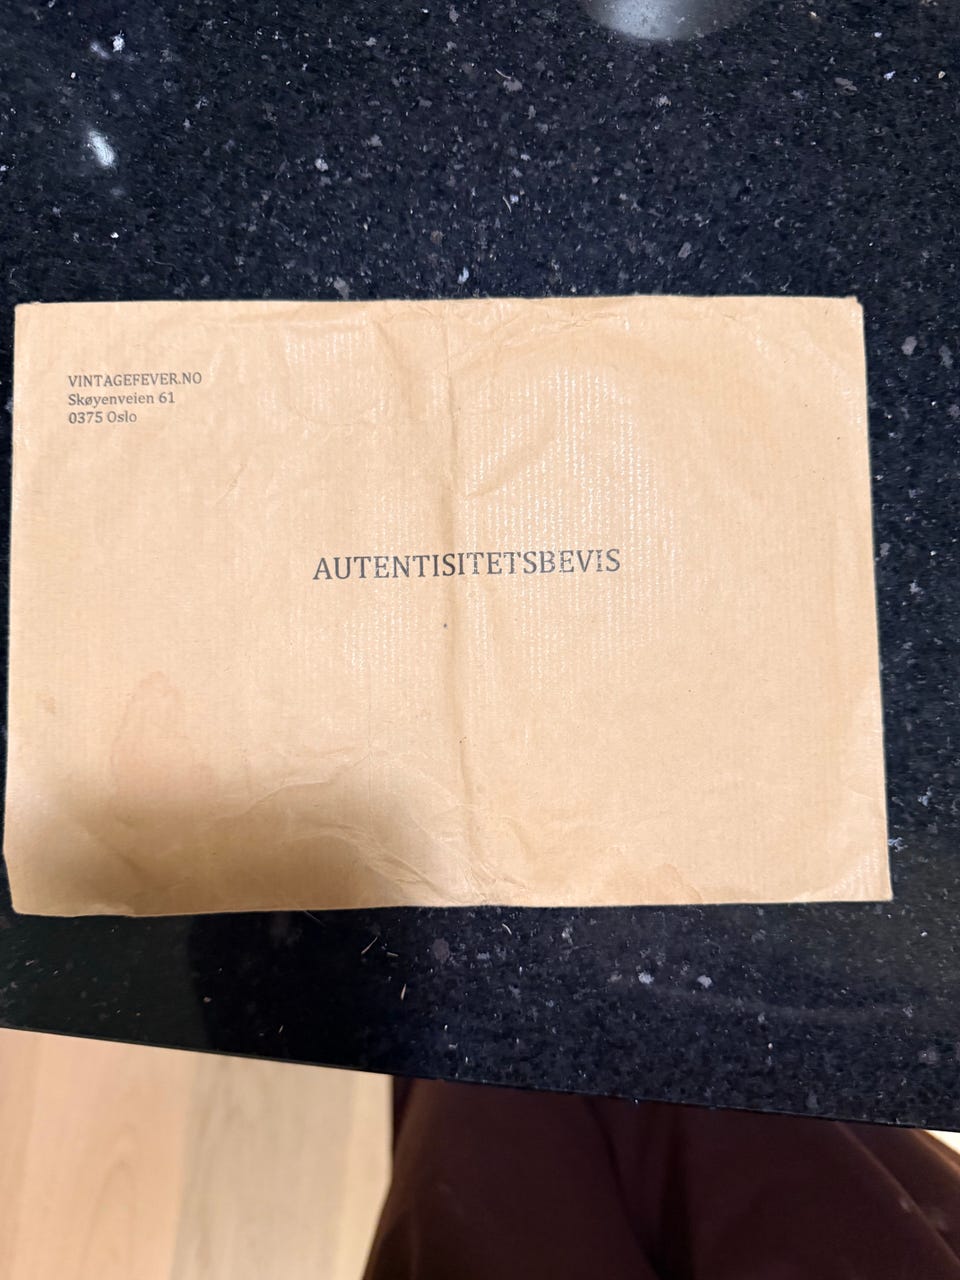 VINTAGEFEVER.NO
Skøyenveien 61
0375 Oslo
AUTENTISITETSBEVIS